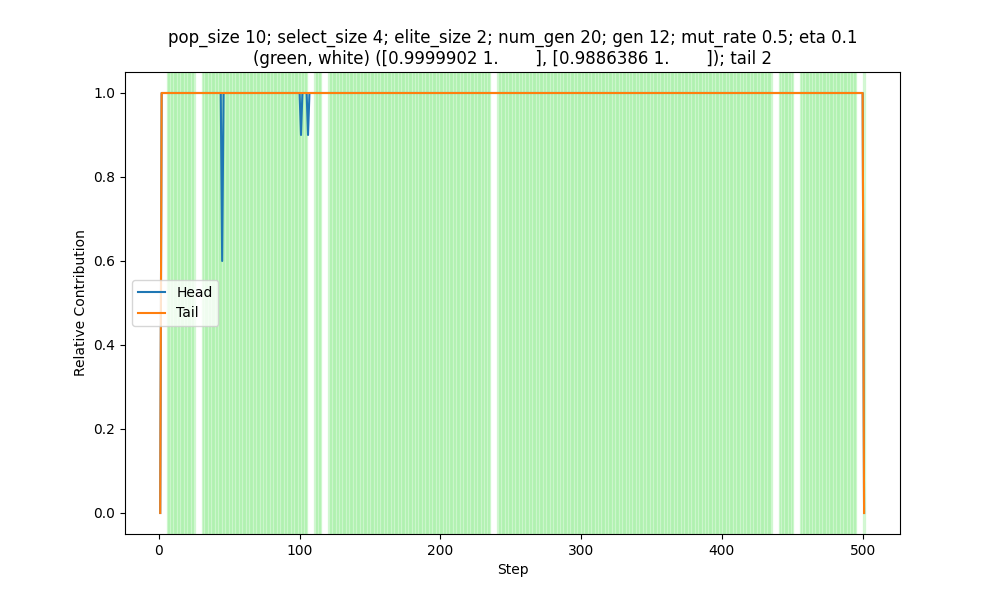 pop_size 10; select_size 4; elite_size 2; num_gen 20; gen 12; mut_rate 0.5; eta 0.1
(green, white) ([0.9999902 1.       ], [0.9886386 1.       ]); tail 2
1.0
0.8
0.6
0.4
0.2
0.0
Relative Contribution
Head
Tail
0
100
200
300
400
500
Step